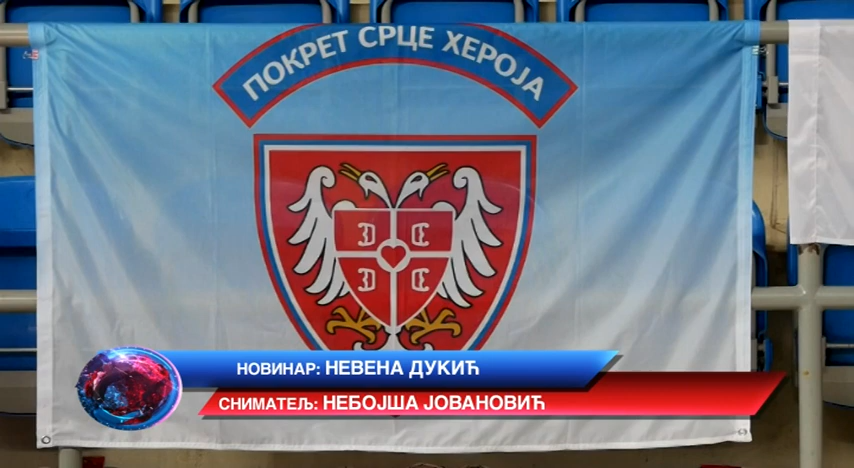 ПОКРЕТ СРЦЕ ХЕРОЈА
НОВИНАР: НЕВЕНА ДУКИЋ
СНИМАТЕЉ: НЕБОЈША ЈОВАНОВИЋ